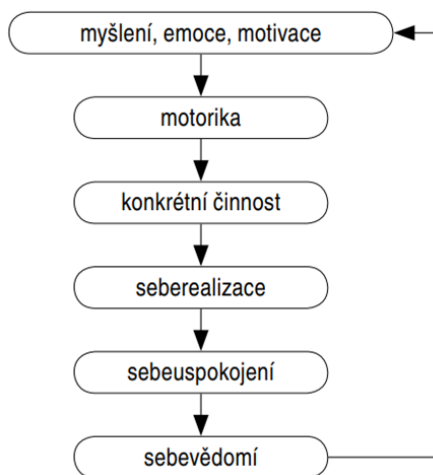 myšlení, emoce, motivace
motorika
konkrétní činnost
seberealizace
sebeuspokojení
sebevědomí